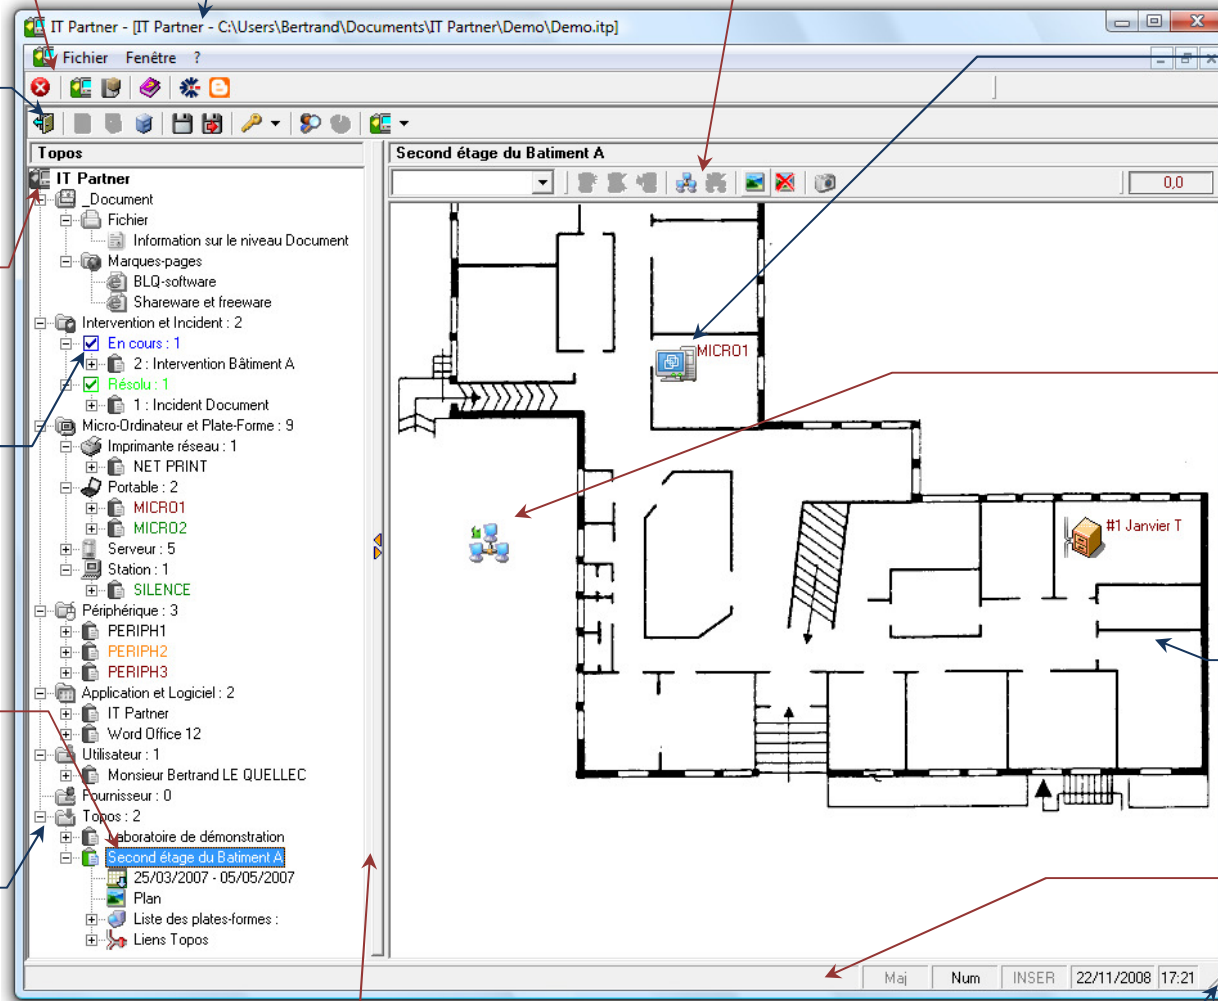 IT Partner - [IT Partner - C:\Users\Bertrand\Documents\IT Partner\Demo\Demo.itp]
Fichier Fenêtre ?
Topos
Second étage du Batiment A
0,0
IT Partner
_Document
Fichier
Information sur le niveau Document
Marques-pages
BLQ-software
Shareware et freeware
Intervention et Incident : 2
En cours : 1
2 : Intervention Bâtiment A
Résolu : 1
1 : Incident Document
Micro-Ordinateur et Plate-Forme : 9
Imprimante réseau : 1
NET PRINT
Portable : 2
MICRO1
MICRO2
Serveur : 5
Station : 1
SILENCE
Périphérique : 3
PERIPH1
PERIPH2
PERIPH3
Application et Logiciel : 2
IT Partner
Word Office 12
Utilisateur : 1
Monsieur Bertrand LE QUELLEC
Fournisseur : 0
Topos : 2
Laboratoire de démonstration
Second étage du Batiment A
25/03/2007 - 05/05/2007
Plan
Liste des plates-formes :
Liens Topos
MICRO1
#1 Janvier T
Maj Num INSER 22/11/2008 17:21